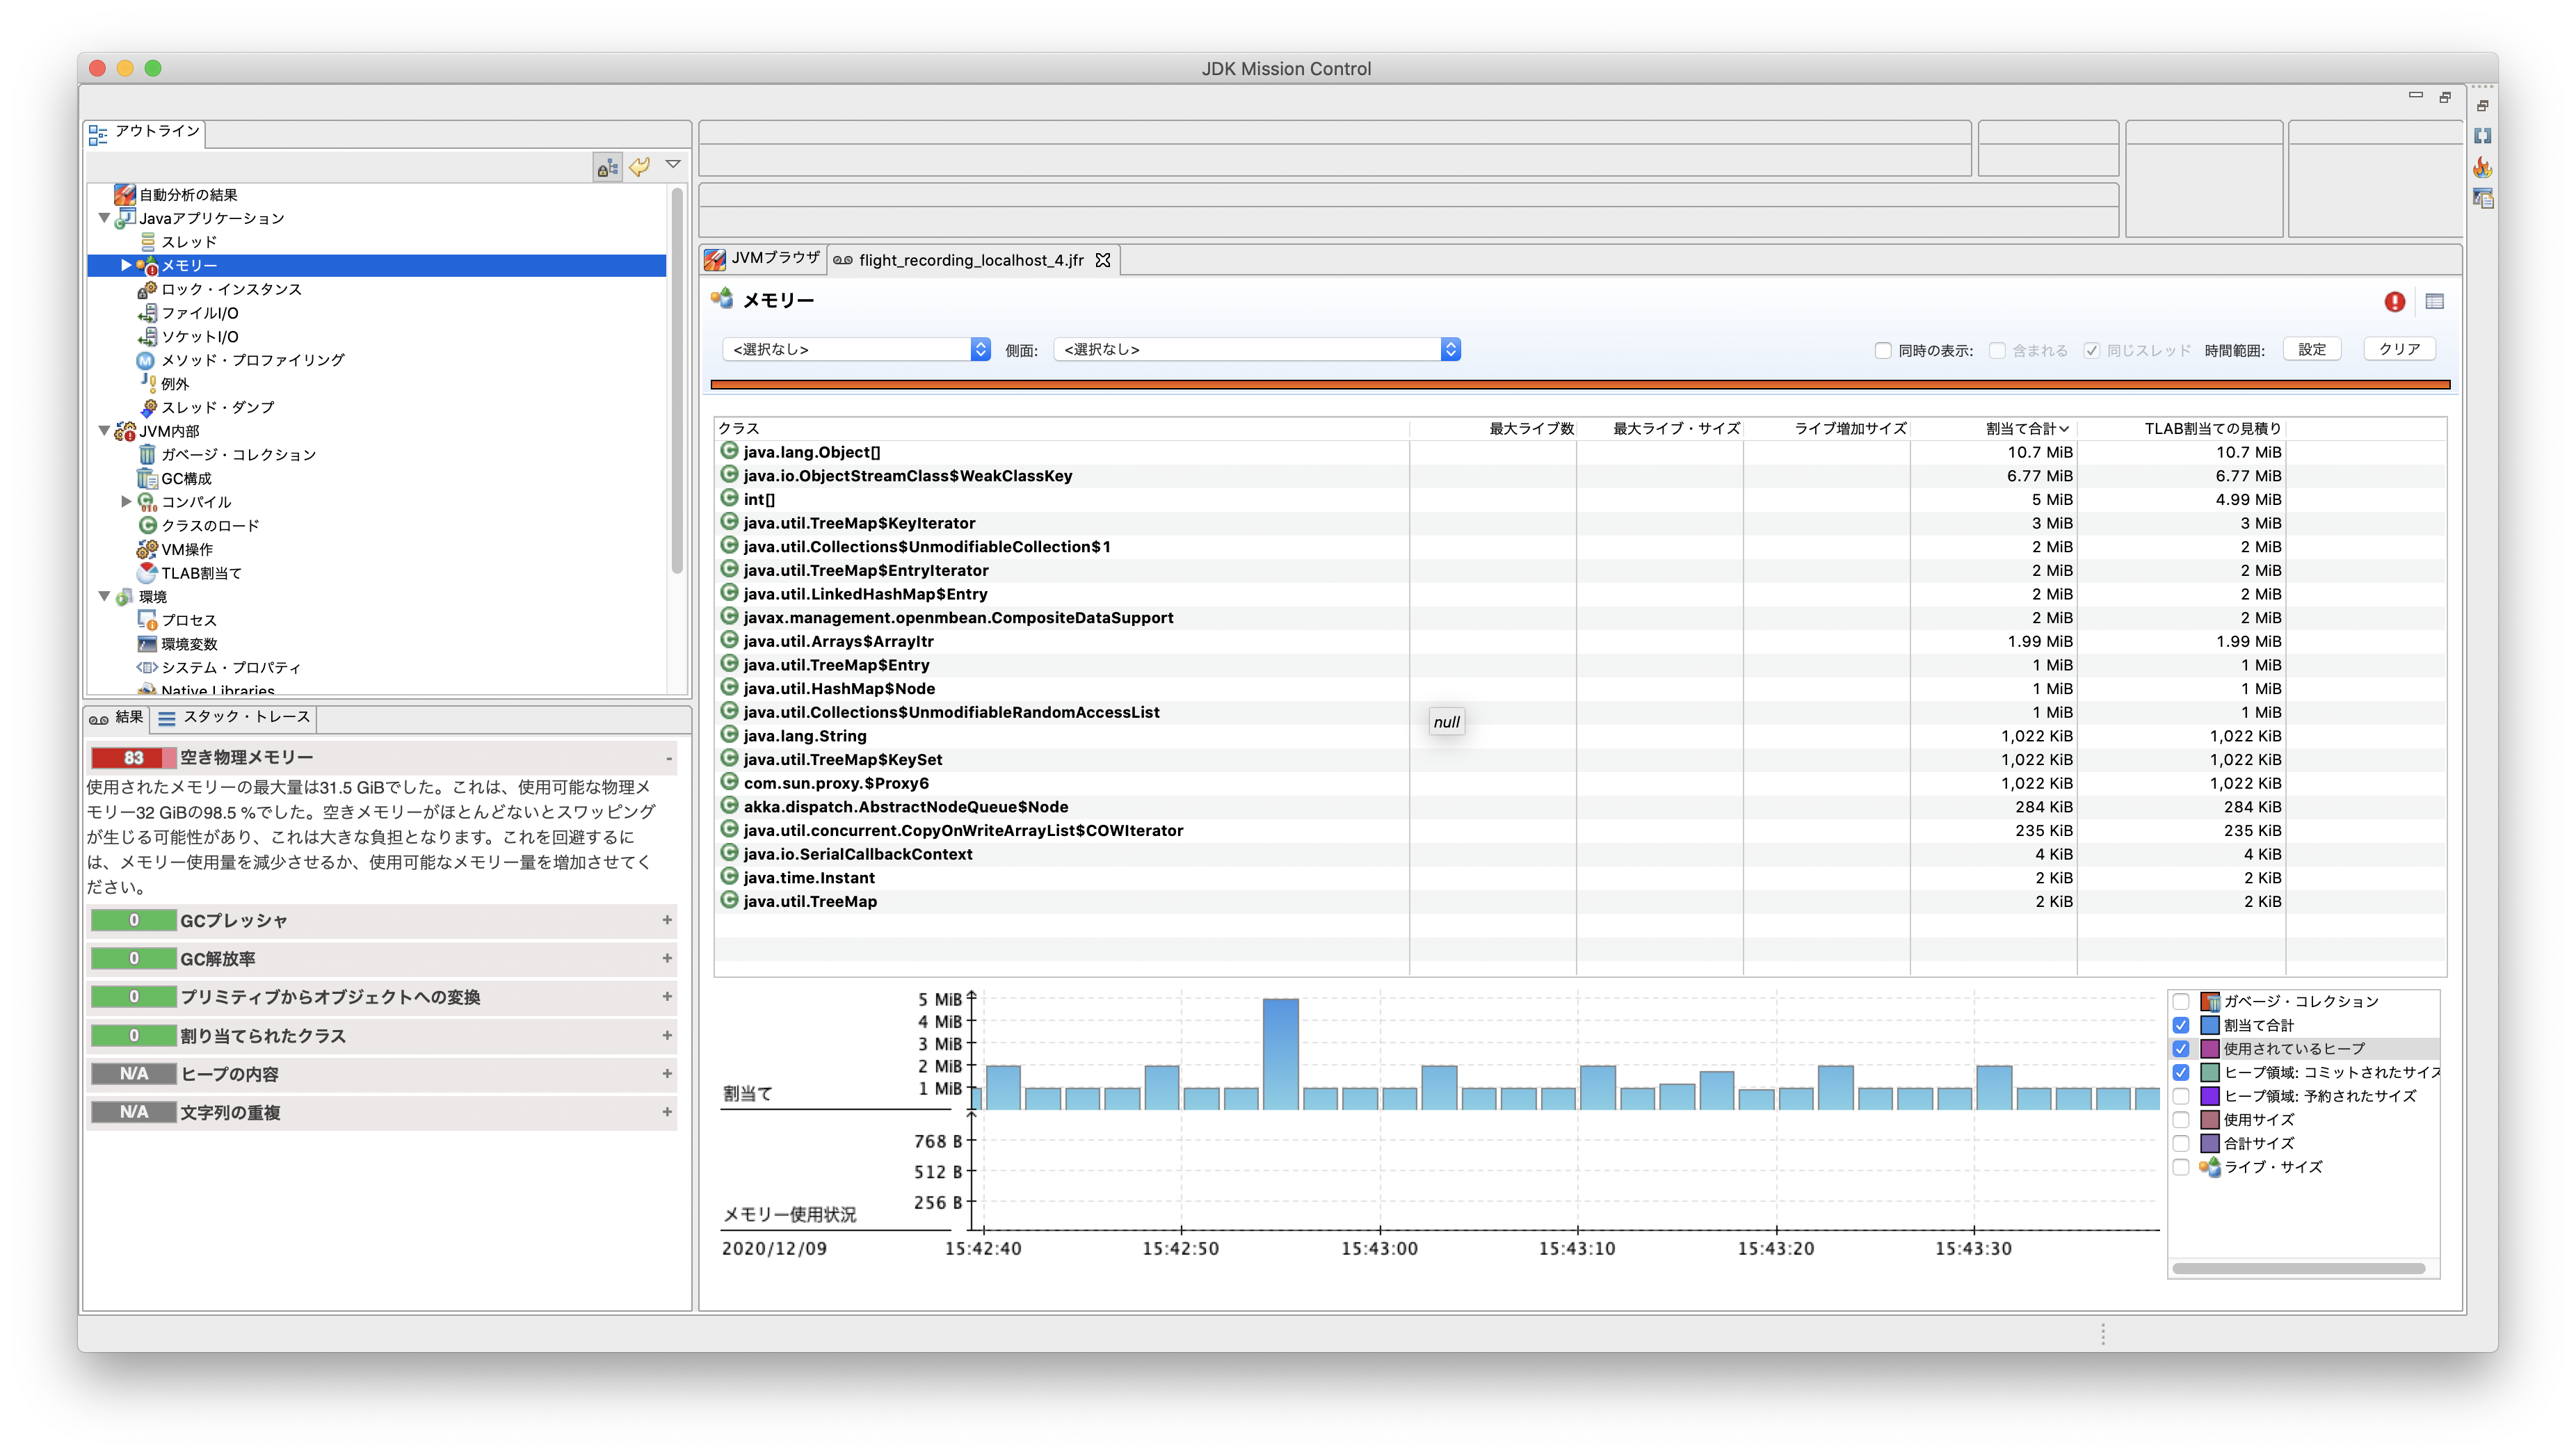 JDK Mission Control
アウトライン
自動分析の結果
Javaアプリケーション
スレッド
メモリー
ロック・インスタンス
ファイルI/O
ソケットI/O
メソッド・プロファイリング
例外
スレッド・ダンプ
JVM内部
ガベージ・コレクション
GC構成
コンパイル
クラスのロード
VM操作
TLAB割当て
環境
プロセス
環境変数
システム・プロパティ
Native Libraries
結果 スタック・トレース
83 空き物理メモリー -
使用されたメモリーの最大量は31.5 GiBでした。これは、使用可能な物理メ
モリー32 GiBの98.5 %でした。空きメモリーがほとんどないとスワッピング
が生じる可能性があり、これは大きな負担となります。これを回避するに
は、メモリー使用量を減少させるか、使用可能なメモリー量を増加させてく
ださい。
0 GCプレッシャ +
0 GC解放率 +
0 プリミティブからオブジェクトへの変換 +
0 割り当てられたクラス +
N/A ヒープの内容 +
N/A 文字列の重複 +
JVMブラウザ flight_recording_localhost_4.jfr
メモリー
<選択なし> 側面: <選択なし> 同時の表示: 含まれる 同じスレッド 時間範囲: 設定 クリア
クラス 最大ライブ数 最大ライブ・サイズ ライブ増加サイズ 割当て合計 TLAB割当ての見積り
java.lang.Object[] 10.7 MiB 10.7 MiB
java.io.ObjectStreamClass$WeakClassKey 6.77 MiB 6.77 MiB
int[] 5 MiB 4.99 MiB
java.util.TreeMap$KeyIterator 3 MiB 3 MiB
java.util.Collections$UnmodifiableCollection$1 2 MiB 2 MiB
java.util.TreeMap$EntryIterator 2 MiB 2 MiB
java.util.LinkedHashMap$Entry 2 MiB 2 MiB
javax.management.openmbean.CompositeDataSupport 2 MiB 2 MiB
java.util.Arrays$ArrayItr 1.99 MiB 1.99 MiB
java.util.TreeMap$Entry 1 MiB 1 MiB
java.util.HashMap$Node 1 MiB 1 MiB
java.util.Collections$UnmodifiableRandomAccessList 1 MiB 1 MiB
null
java.lang.String 1,022 KiB 1,022 KiB
java.util.TreeMap$KeySet 1,022 KiB 1,022 KiB
com.sun.proxy.$Proxy6 1,022 KiB 1,022 KiB
akka.dispatch.AbstractNodeQueue$Node 284 KiB 284 KiB
java.util.concurrent.CopyOnWriteArrayList$COWIterator 235 KiB 235 KiB
java.io.SerialCallbackContext 4 KiB 4 KiB
java.time.Instant 2 KiB 2 KiB
java.util.TreeMap 2 KiB 2 KiB
5 MiB
4 MiB
3 MiB
2 MiB
1 MiB
割当て
768 B
512 B
256 B
メモリー使用状況
2020/12/09 15:42:40 15:42:50 15:43:00 15:43:10 15:43:20 15:43:30
ガベージ・コレクション
割当て合計
使用されているヒープ
ヒープ領域: コミットされたサイズ
ヒープ領域: 予約されたサイズ
使用サイズ
合計サイズ
ライブ・サイズ